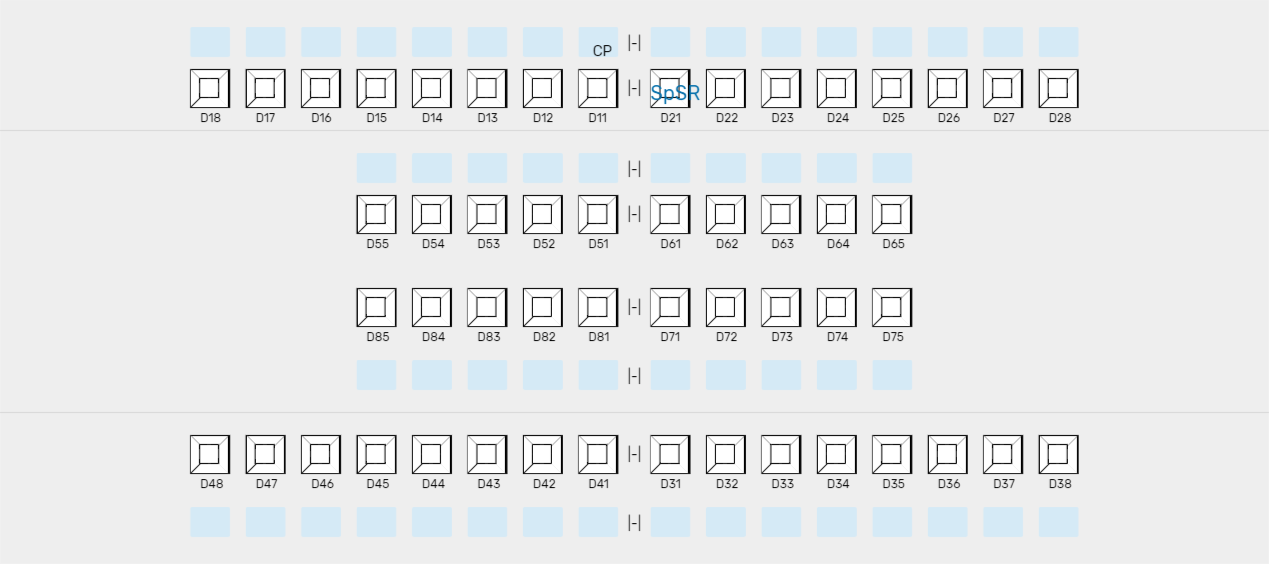 CP |-|
|-| SpSR
D18 D17 D16 D15 D14 D13 D12 D11 D21 D22 D23 D24 D25 D26 D27 D28
|-|
|-|
D55 D54 D53 D52 D51 D61 D62 D63 D64 D65
|-|
D85 D84 D83 D82 D81 D71 D72 D73 D74 D75
|-|
|-|
D48 D47 D46 D45 D44 D43 D42 D41 D31 D32 D33 D34 D35 D36 D37 D38
|-|